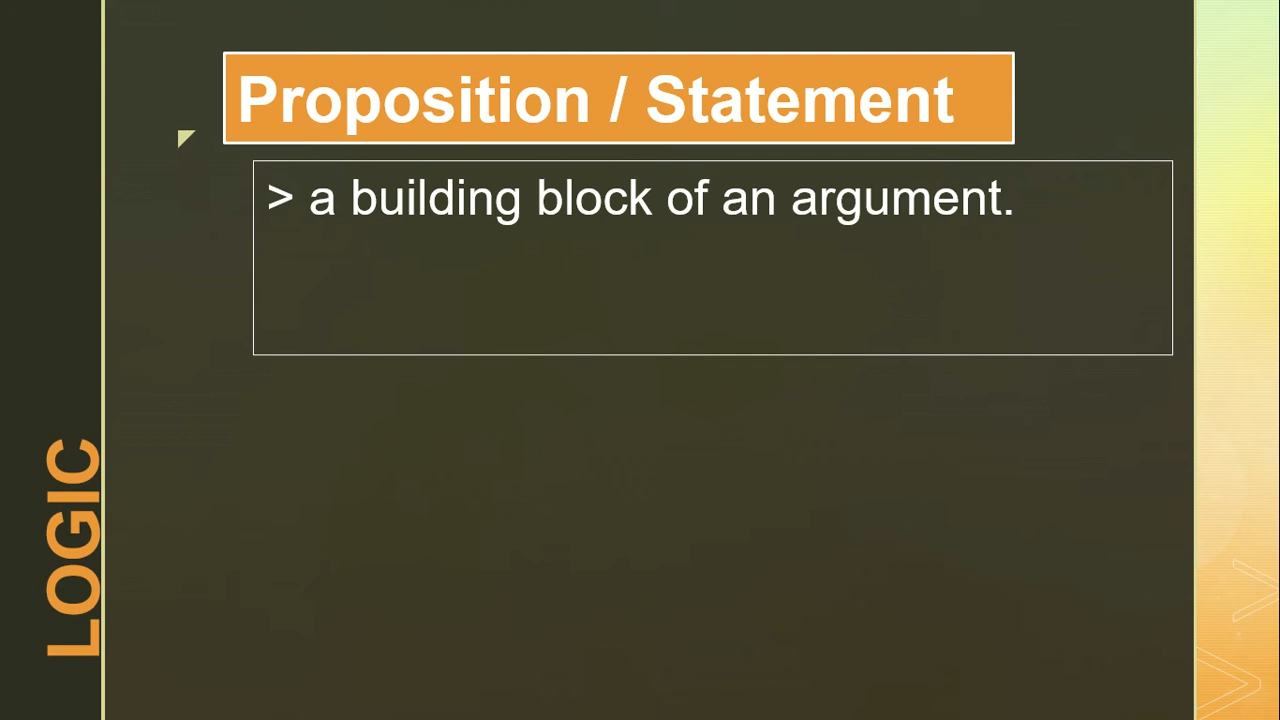 Proposition / Statement
> a building block of an argument.
LOGIC